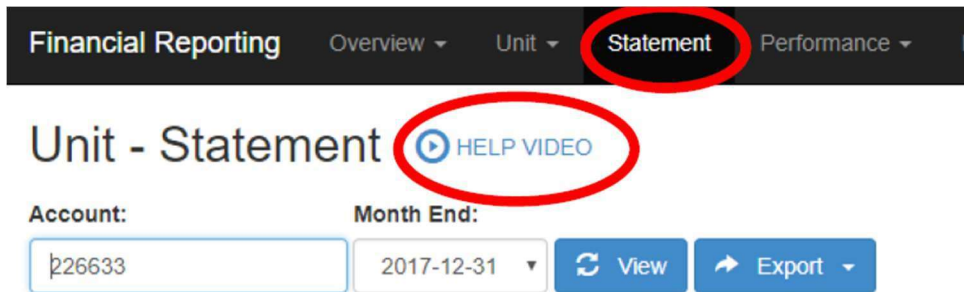 Financial Reporting Overview Unit Statement Performance
Unit - Statement HELP VIDEO
Account: Month End:
226633 2017-12-31 View Export